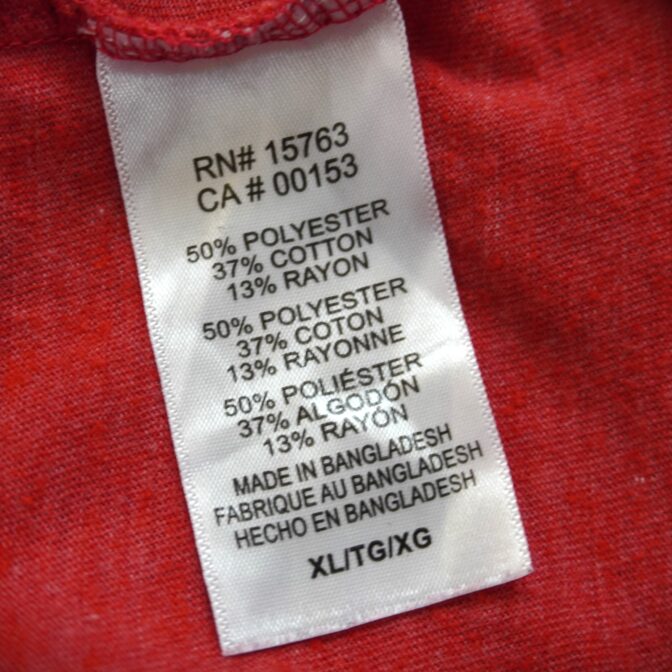 RN# 15763
CA # 00153
50% POLYESTER
37% COTTON
13% RAYON
50% POLYESTER
37% COTON
13% RAYONNE
50% POLIÉSTER
37% ALGODÓN
13% RAYÓN
MADE IN BANGLADESH
FABRIQUE AU BANGLADESH
HECHO EN BANGLADESH
XL/TG/XG